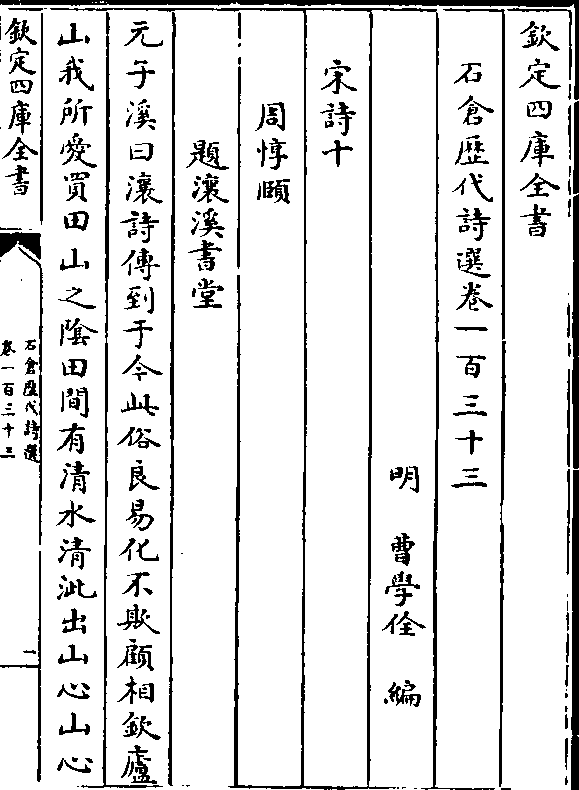 欽定四庫全書
石倉歷代詩選卷一百三十三
明 曹學佺 編
宋詩十
周惇頤
題瀼溪書堂
元子溪曰瀼詩傳到于今此俗良易化不欺顧相欽廬
山我所愛買田山之陰田間有清水清泚出山心山心
欽定四庫全書
石倉歷代詩選
卷一百三十三
一